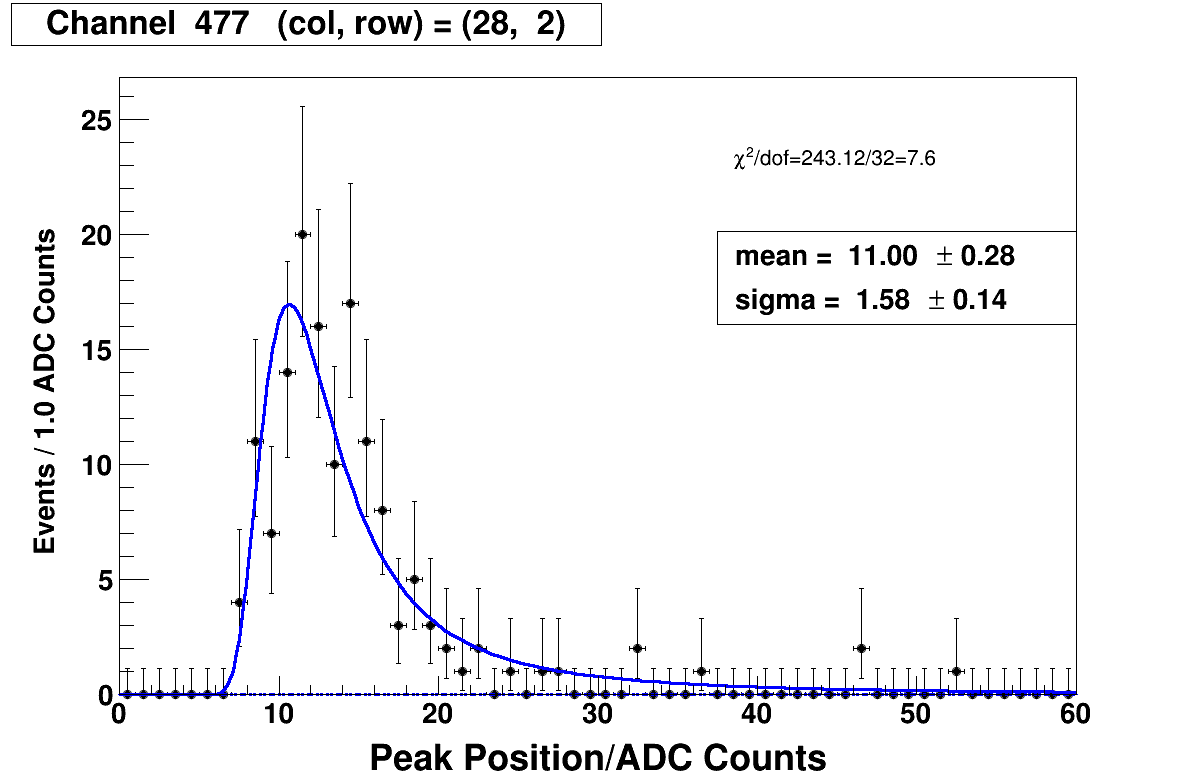 Channel 477 (col, row) = (28, 2)
χ²/dof=243.12/32=7.6
mean = 11.00 ± 0.28
sigma = 1.58 ± 0.14
Events / 1.0 ADC Counts
25
20
15
10
5
0
0 10 20 30 40 50 60
Peak Position/ADC Counts